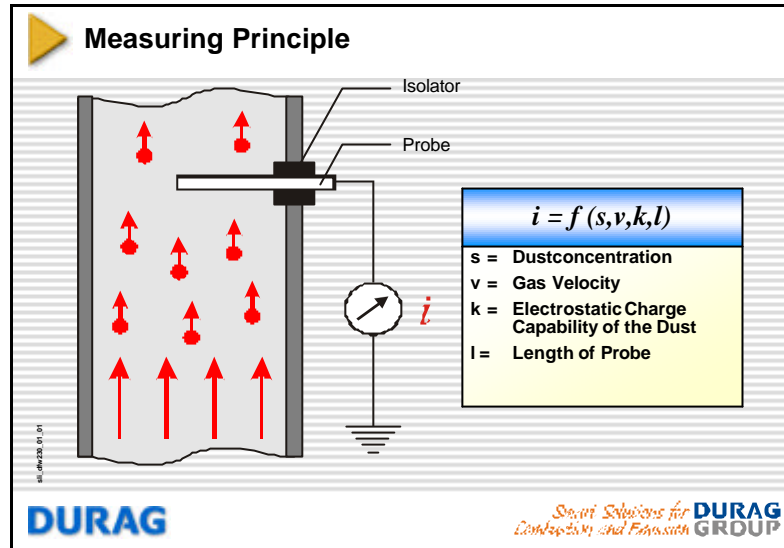 Measuring Principle
Isolator
Probe
i
i = f (s,v,k,l)
s = Dustconcentration
v = Gas Velocity
k = Electrostatic Charge
Capability of the Dust
l = Length of Probe
sli_dfw230_01_01
DURAG
Smart Solutions for
Combustion and Emission
DURAG
GROUP